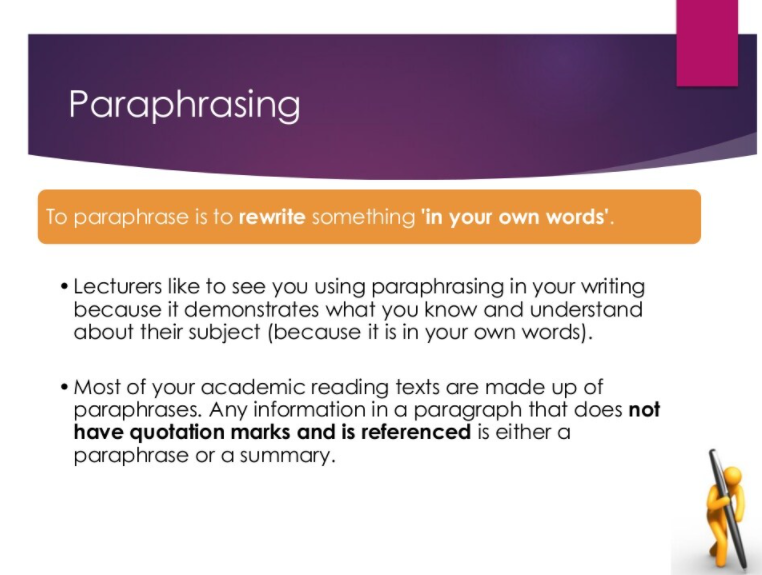 Paraphrasing
To paraphrase is to rewrite something 'in your own words'.
• Lecturers like to see you using paraphrasing in your writing
because it demonstrates what you know and understand
about their subject (because it is in your own words).
• Most of your academic reading texts are made up of
paraphrases. Any information in a paragraph that does not
have quotation marks and is referenced is either a
paraphrase or a summary.